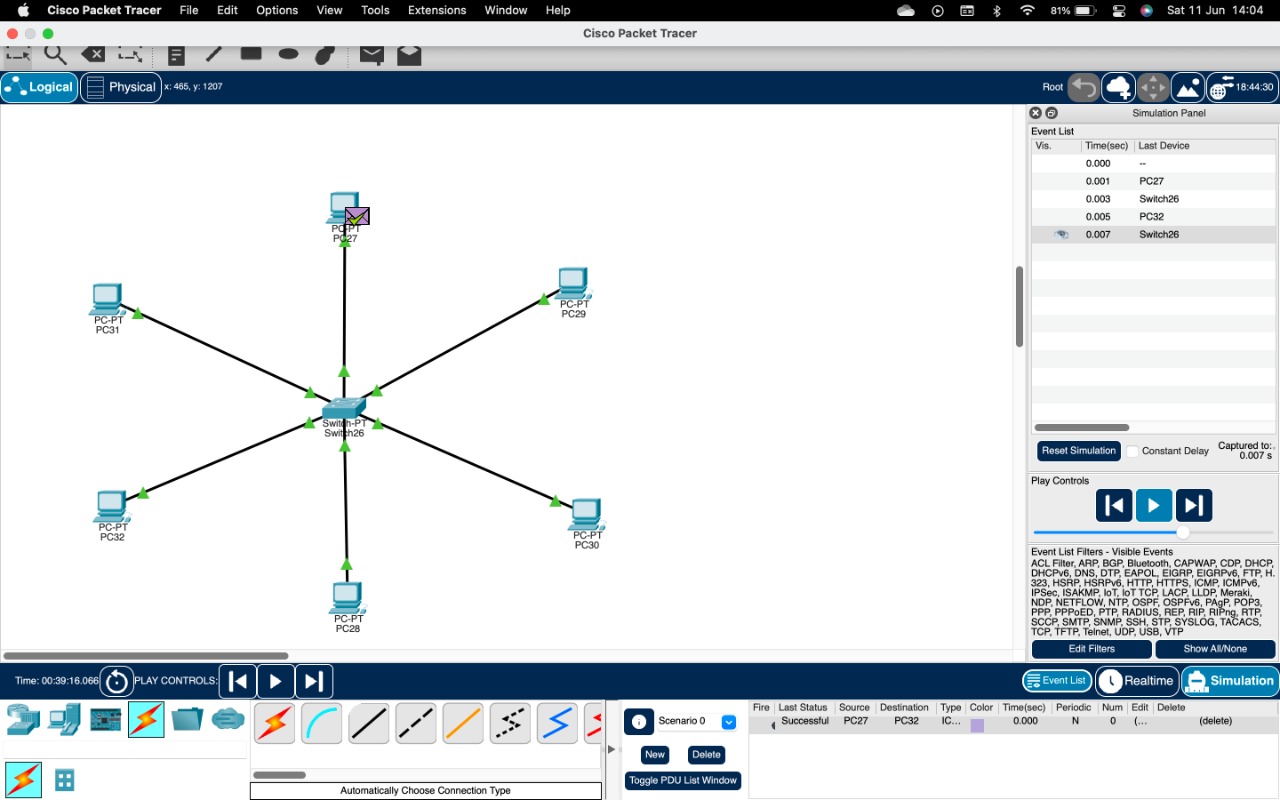 Cisco Packet Tracer File Edit Options View Tools Extensions Window Help 81% Sat 11 Jun 14:04
Cisco Packet Tracer
Logical Physical x: 465, y: 1207 Root 18:44:30
Simulation Panel
Event List
Vis. Time(sec) Last Device
0.000 --
0.001 PC27
0.003 Switch26
0.005 PC32
0.007 Switch26
PC-PT
PC27
PC-PT
PC29
PC-PT
PC31
Switch-PT
Switch26
PC-PT
PC32
PC-PT
PC30
PC-PT
PC28
Reset Simulation Constant Delay Captured to:
0.007 s
Play Controls
Event List Filters - Visible Events
ACL Filter, ARP, BGP, Bluetooth, CAPWAP, CDP, DHCP,
DHCPv6, DNS, DTP, EAPOL, EIGRP, EIGRPv6, FTP, H.
323, HSRP, HSRPv6, HTTP, HTTPS, ICMP, ICMPv6,
IPSec, ISAKMP, IoT, IoT TCP, LACP, LLDP, Meraki,
NDP, NETFLOW, NTP, OSPF, OSPFv6, PAgP, POP3,
PPP, PPPoED, PTP, RADIUS, REP, RIP, RIPng, RTP,
SCCP, SMTP, SNMP, SSH, STP, SYSLOG, TACACS,
TCP, TFTP, Telnet, UDP, USB, VTP
Edit Filters Show All/None
Time: 00:39:16.066 PLAY CONTROLS: Event List Realtime Simulation
Scenario 0
New Delete
Toggle PDU List Window
Fire Last Status Source Destination Type Color Time(sec) Periodic Num Edit Delete
Successful PC27 PC32 IC... 0.000 N 0 (... (delete)
Automatically Choose Connection Type